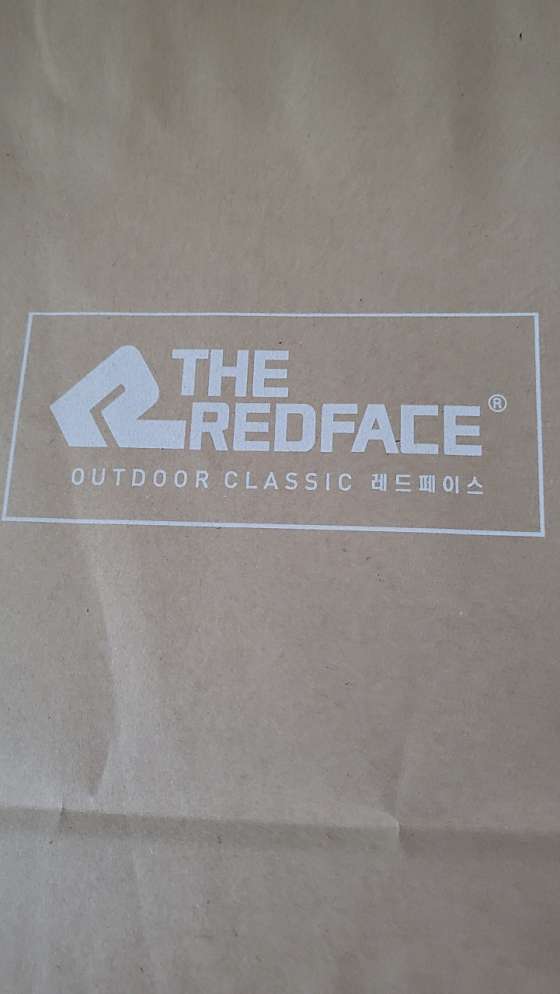 THE
REDFACE®
OUTDOOR CLASSIC 레드페이스